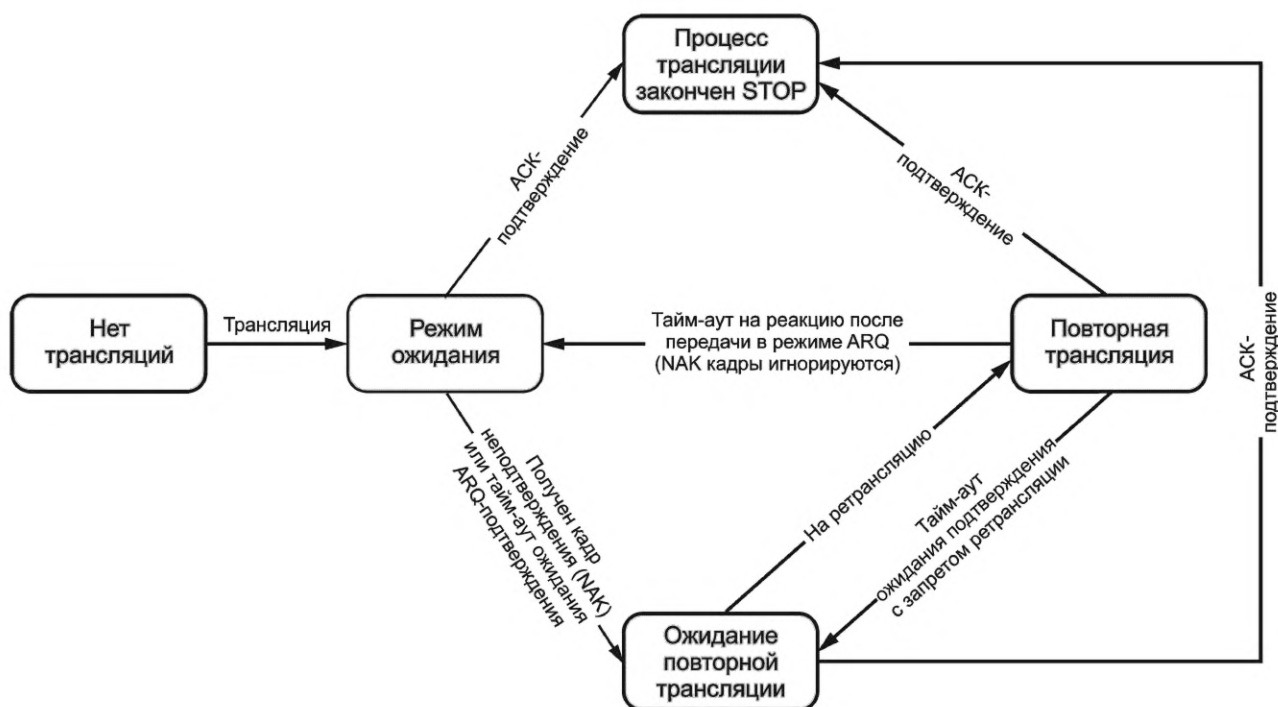 Процесс
трансляции
закончен STOP
АСК-
подтверждение
АСК-
подтверждение
Нет
трансляций
Трансляция
Режим
ожидания
Тайм-аут на реакцию после
передачи в режиме ARQ
(NAK кадры игнорируются)
Повторная
трансляция
АСК-
подтверждение
Получен кадр
неподтверждения (NAK)
или тайм-аут ожидания
ARQ-подтверждения
На ретрансляцию
Тайм-аут
ожидания подтверждения
с запретом ретрансляции
Ожидание
повторной
трансляции